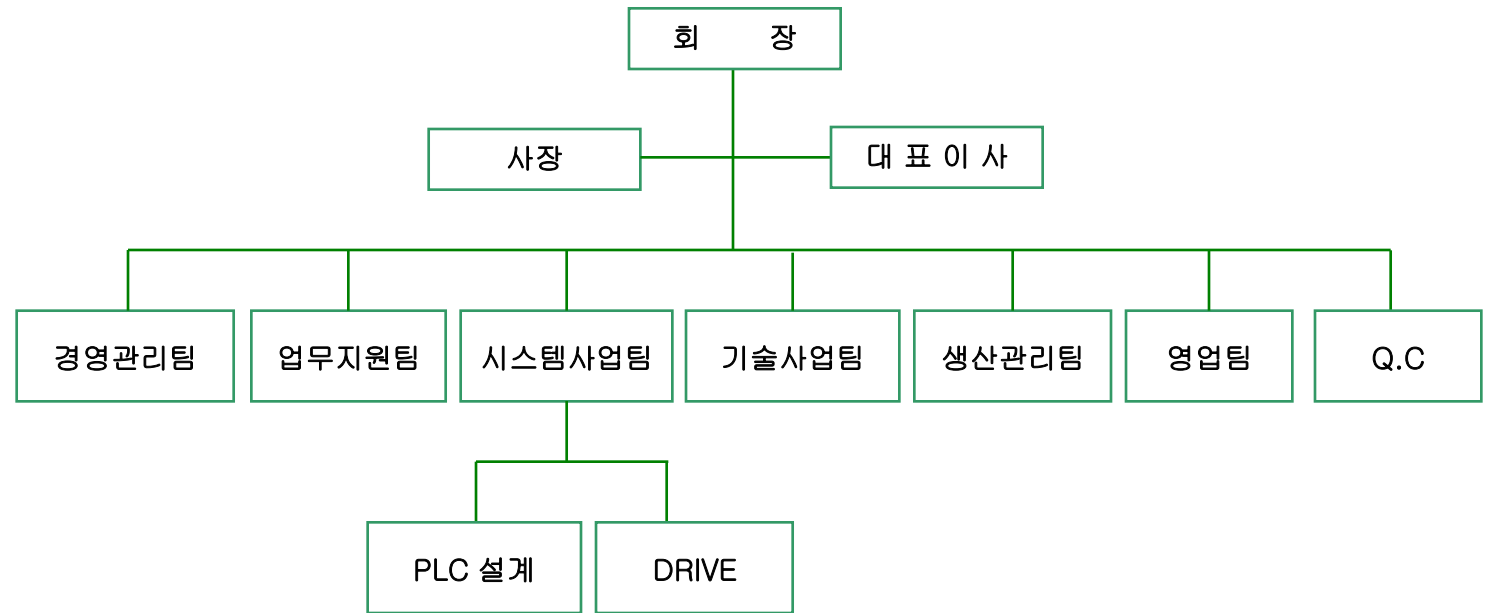 회 장
사장
대 표 이 사
경영관리팀
업무지원팀
시스템사업팀
기술사업팀
생산관리팀
영업팀
Q.C
PLC 설계
DRIVE